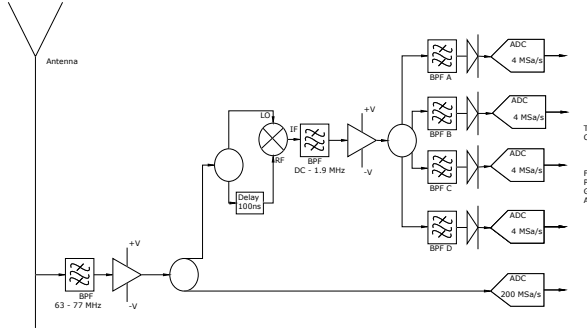 Antenna
BPF
63 - 77 MHz
+V
-V
LO
RF
IF
Delay
100ns
BPF
DC - 1.9 MHz
+V
-V
BPF A
BPF B
BPF C
BPF D
ADC
4 MSa/s
ADC
4 MSa/s
ADC
4 MSa/s
ADC
4 MSa/s
ADC
200 MSa/s